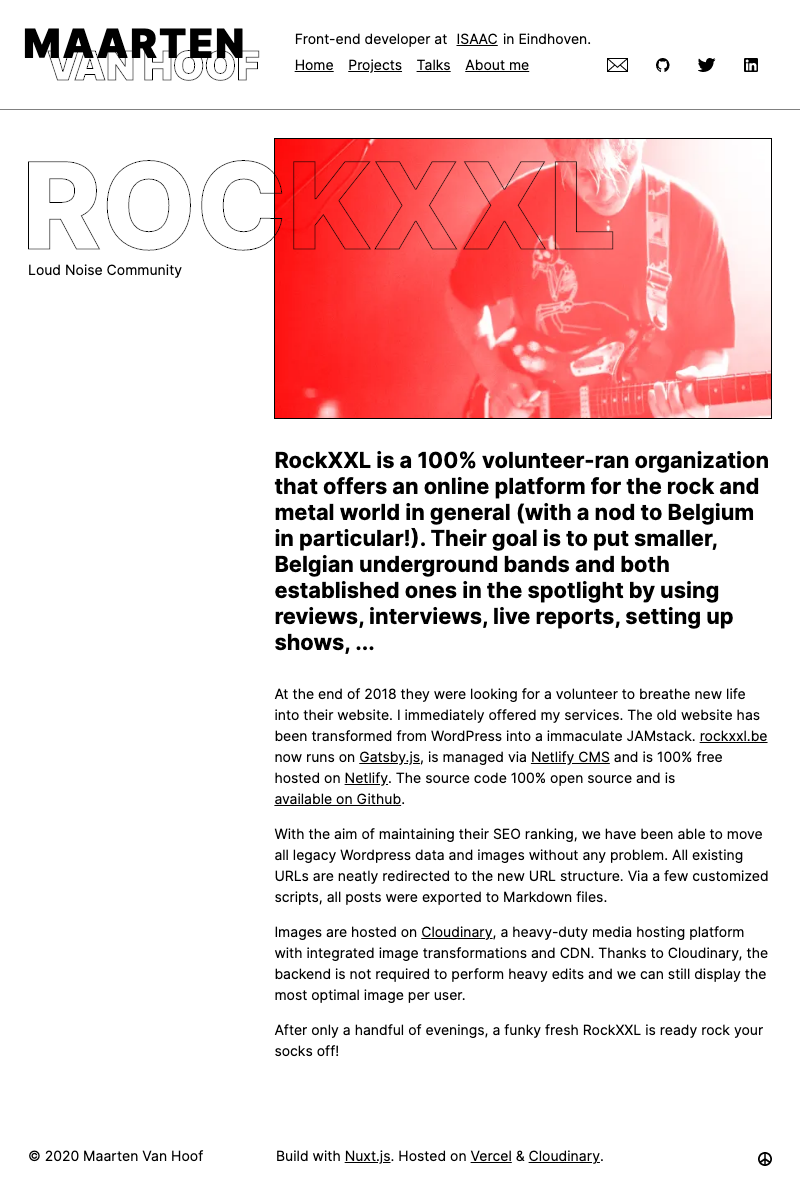 MAARTEN
VAN HOOF
Front-end developer at ISAAC in Eindhoven.
Home Projects Talks About me
ROCKXXL
Loud Noise Community
RockXXL is a 100% volunteer-ran organization
that offers an online platform for the rock and
metal world in general (with a nod to Belgium
in particular!). Their goal is to put smaller,
Belgian underground bands and both
established ones in the spotlight by using
reviews, interviews, live reports, setting up
shows, ...
At the end of 2018 they were looking for a volunteer to breathe new life
into their website. I immediately offered my services. The old website has
been transformed from WordPress into a immaculate JAMstack. rockxxl.be
now runs on Gatsby.js, is managed via Netlify CMS and is 100% free
hosted on Netlify. The source code 100% open source and is
available on Github.
With the aim of maintaining their SEO ranking, we have been able to move
all legacy Wordpress data and images without any problem. All existing
URLs are neatly redirected to the new URL structure. Via a few customized
scripts, all posts were exported to Markdown files.
Images are hosted on Cloudinary, a heavy-duty media hosting platform
with integrated image transformations and CDN. Thanks to Cloudinary, the
backend is not required to perform heavy edits and we can still display the
most optimal image per user.
After only a handful of evenings, a funky fresh RockXXL is ready rock your
socks off!
© 2020 Maarten Van Hoof
Build with Nuxt.js. Hosted on Vercel & Cloudinary.